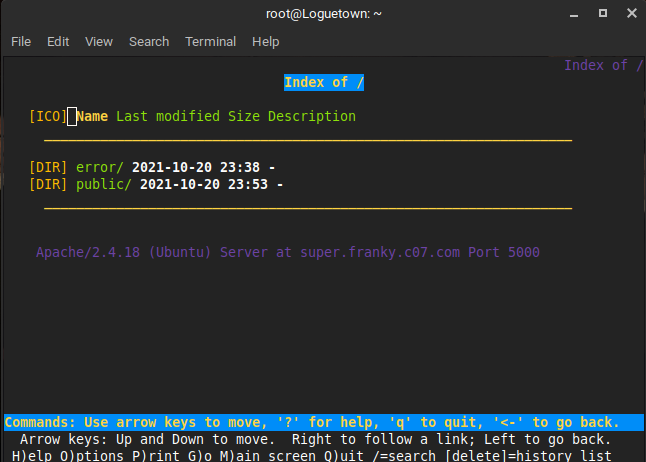 root@Loguetown: ~
File Edit View Search Terminal Help
Index of /
Index of /
[ICO] Name Last modified Size Description
[DIR] error/ 2021-10-20 23:38 -
[DIR] public/ 2021-10-20 23:53 -
Apache/2.4.18 (Ubuntu) Server at super.franky.c07.com Port 5000
Commands: Use arrow keys to move, '?' for help, 'q' to quit, '<-' to go back.
Arrow keys: Up and Down to move. Right to follow a link; Left to go back.
H)elp O)ptions P)rint G)o M)ain screen Q)uit /=search [delete]=history list